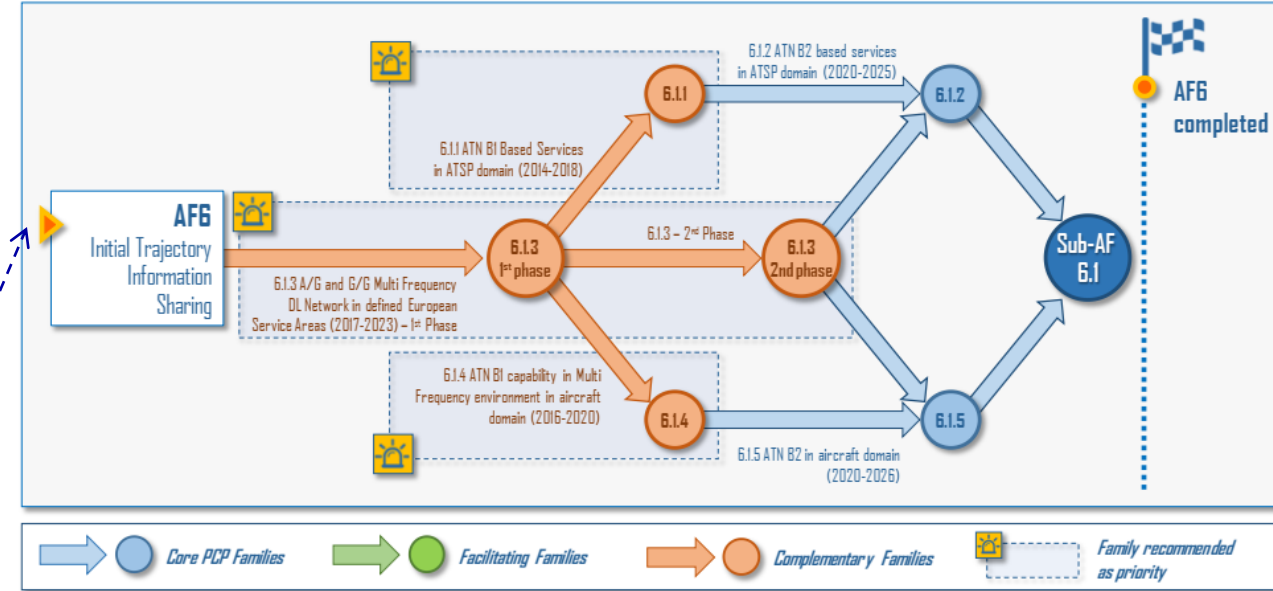 6.1.2 ATN B2 based services
in ATSP domain (2020-2025)
6.1.1
6.1.2
AF6
completed
6.1.1 ATN B1 Based Services
in ATSP domain (2014-2018)
AF6
Initial Trajectory
Information
Sharing
6.1.3
1st phase
6.1.3 – 2nd Phase
6.1.3
2nd phase
Sub-AF
6.1
6.1.3 A/G and G/G Multi Frequency
DL Network in defined European
Service Areas (2017-2023) – 1st Phase
6.1.4 ATN B1 capability in Multi
Frequency environment in aircraft
domain (2016-2020)
6.1.4
6.1.5
6.1.5 ATN B2 in aircraft domain
(2020-2026)
Core PCP Families
Facilitating Families
Complementary Families
Family recommended
as priority